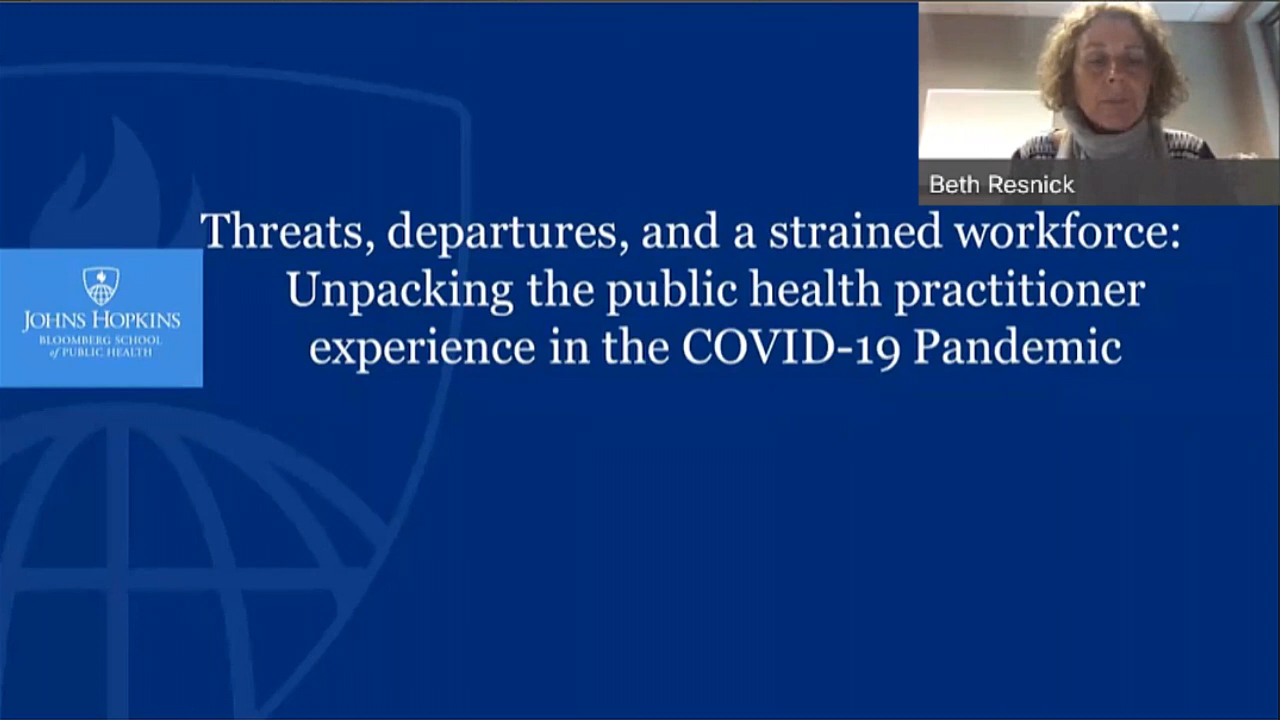 Beth Resnick
Threats, departures, and a strained workforce:
Unpacking the public health practitioner
experience in the COVID-19 Pandemic
JOHNS HOPKINS
BLOOMBERG SCHOOL
of PUBLIC HEALTH